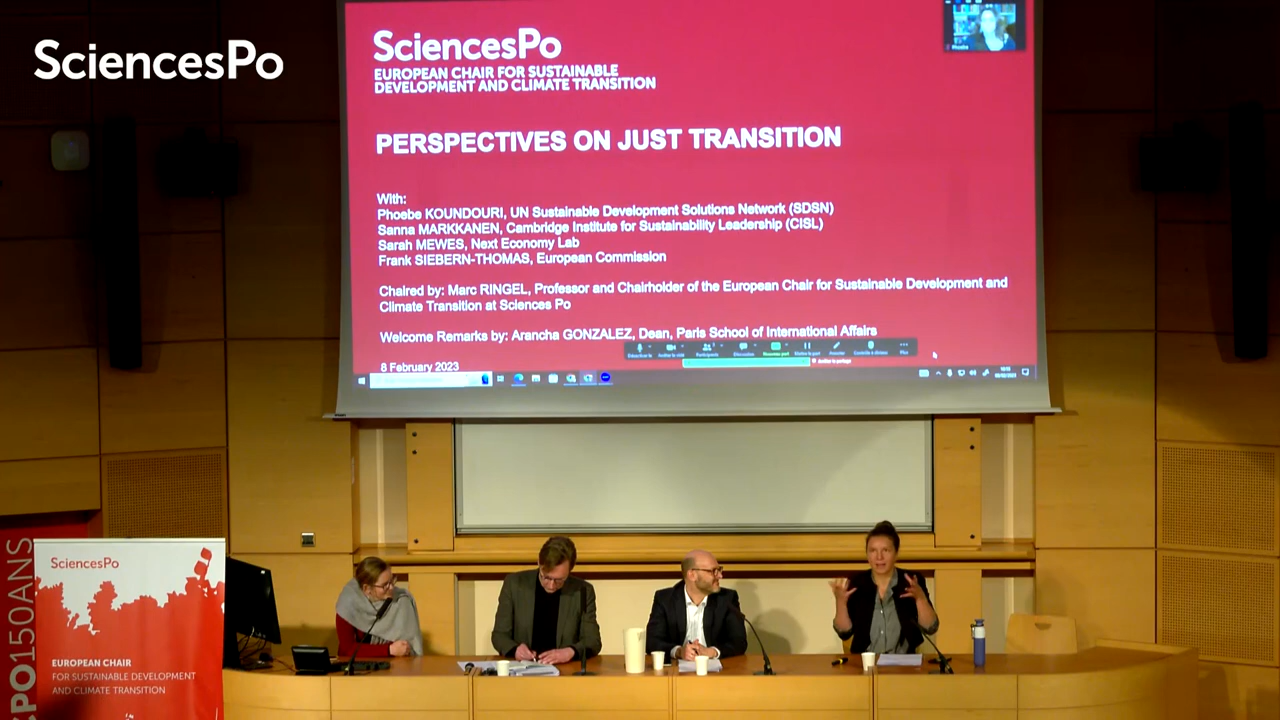 SciencesPo
SciencesPo
EUROPEAN CHAIR FOR SUSTAINABLE
DEVELOPMENT AND CLIMATE TRANSITION
PERSPECTIVES ON JUST TRANSITION
With:
Phoebe KOUNDOURI, UN Sustainable Development Solutions Network (SDSN)
Sanna MARKKANEN, Cambridge Institute for Sustainability Leadership (CISL)
Sarah MEWES, Next Economy Lab
Frank SIEBERN-THOMAS, European Commission
Chaired by: Marc RINGEL, Professor and Chairholder of the European Chair for Sustainable Development and
Climate Transition at Sciences Po
Welcome Remarks by: Arancha GONZALEZ, Dean, Paris School of International Affairs
8 February 2023
PO150ANS
SciencesPo
EUROPEAN CHAIR
FOR SUSTAINABLE DEVELOPMENT
AND CLIMATE TRANSITION